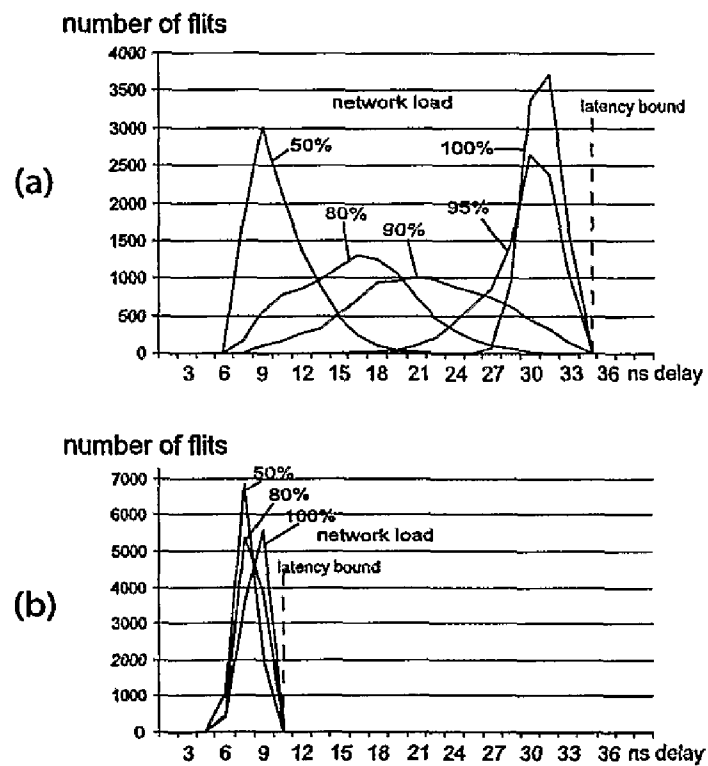 number of flits
4000
3500
3000
2500
2000
1500
1000
500
0
network load
latency bound
50%
100%
95%
80%
90%
(a)
3 6 9 12 15 18 21 24 27 30 33 36 ns delay
number of flits
7000
6000
5000
4000
3000
2000
1000
0
50%
80%
100%
network load
latency bound
(b)
3 6 9 12 15 18 21 24 27 30 33 36 ns delay